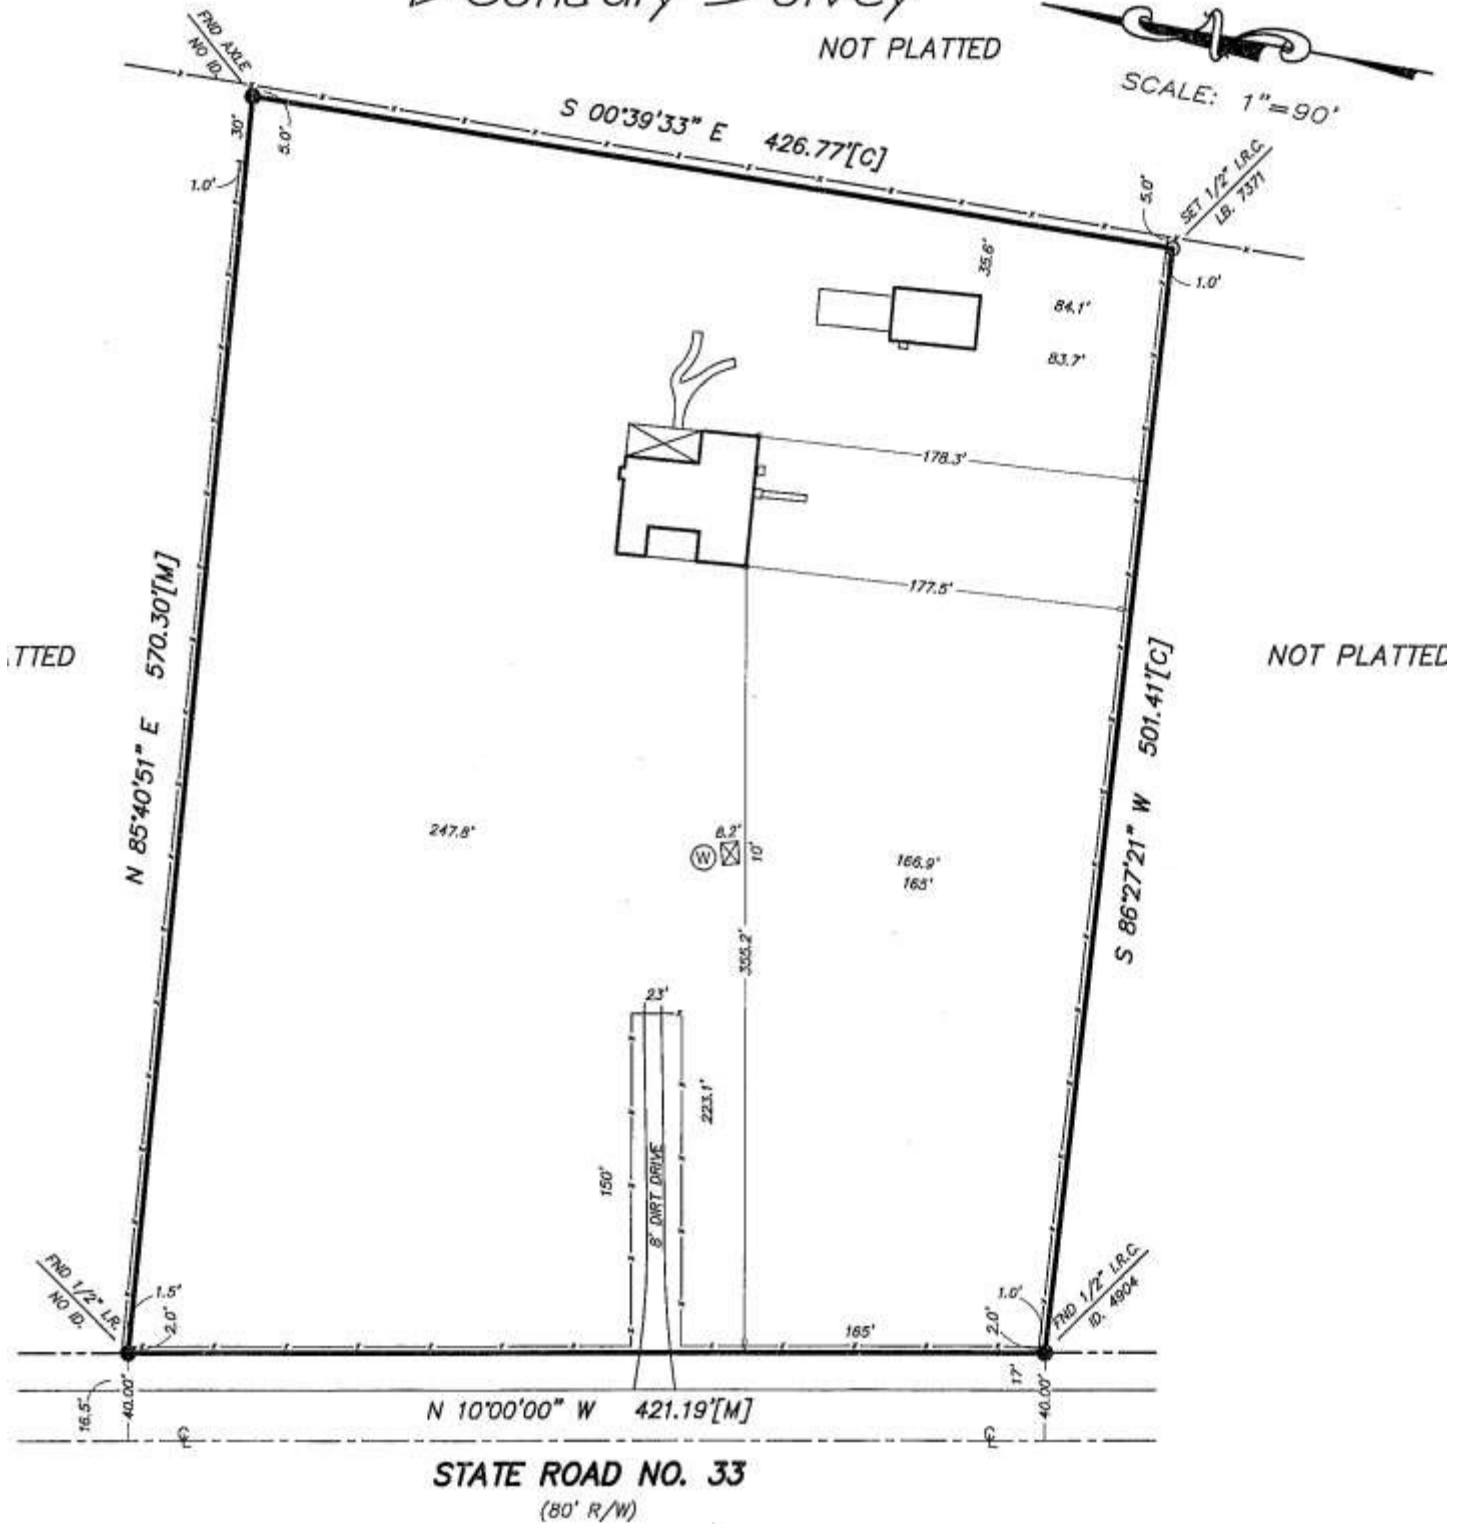 Boundary Survey
NOT PLATTED
SCALE: 1"=90'
FND AXLE
NO ID.
30'
5.0'
1.0'
S 00°39'33" E 426.77'[C]
5.0'
SET 1/2" I.R.C.
LB. 7371
1.0'
35.6'
84.1'
83.7'
178.3'
177.5'
N 85°40'51" E 570.30'[M]
TTED
NOT PLATTED
S 86°27'21" W 501.41'[C]
247.8'
W
8.2'
10'
166.9'
165'
355.2'
23'
223.1'
150'
8' DIRT DRIVE
FND 1/2" I.R.
NO ID.
1.5'
2.0'
165'
1.0'
2.0'
FND 1/2" I.R.C.
ID. 4904
16.5'
40.00'
N 10°00'00" W 421.19'[M]
17'
40.00'
STATE ROAD NO. 33
(80' R/W)